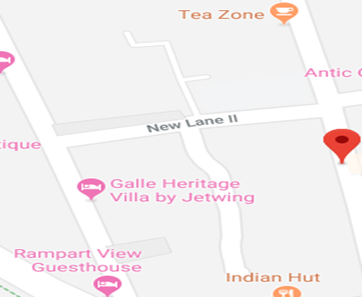 Tea Zone
Antic
New Lane II
tique
Galle Heritage
Villa by Jetwing
Rampart View
Guesthouse
Indian Hut